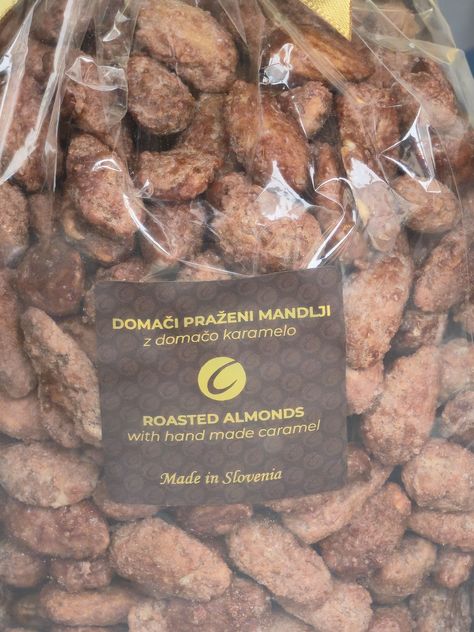 DOMAČI PRAŽENI MANDLJI
z domačo karamelo
ROASTED ALMONDS
with hand made caramel
Made in Slovenia